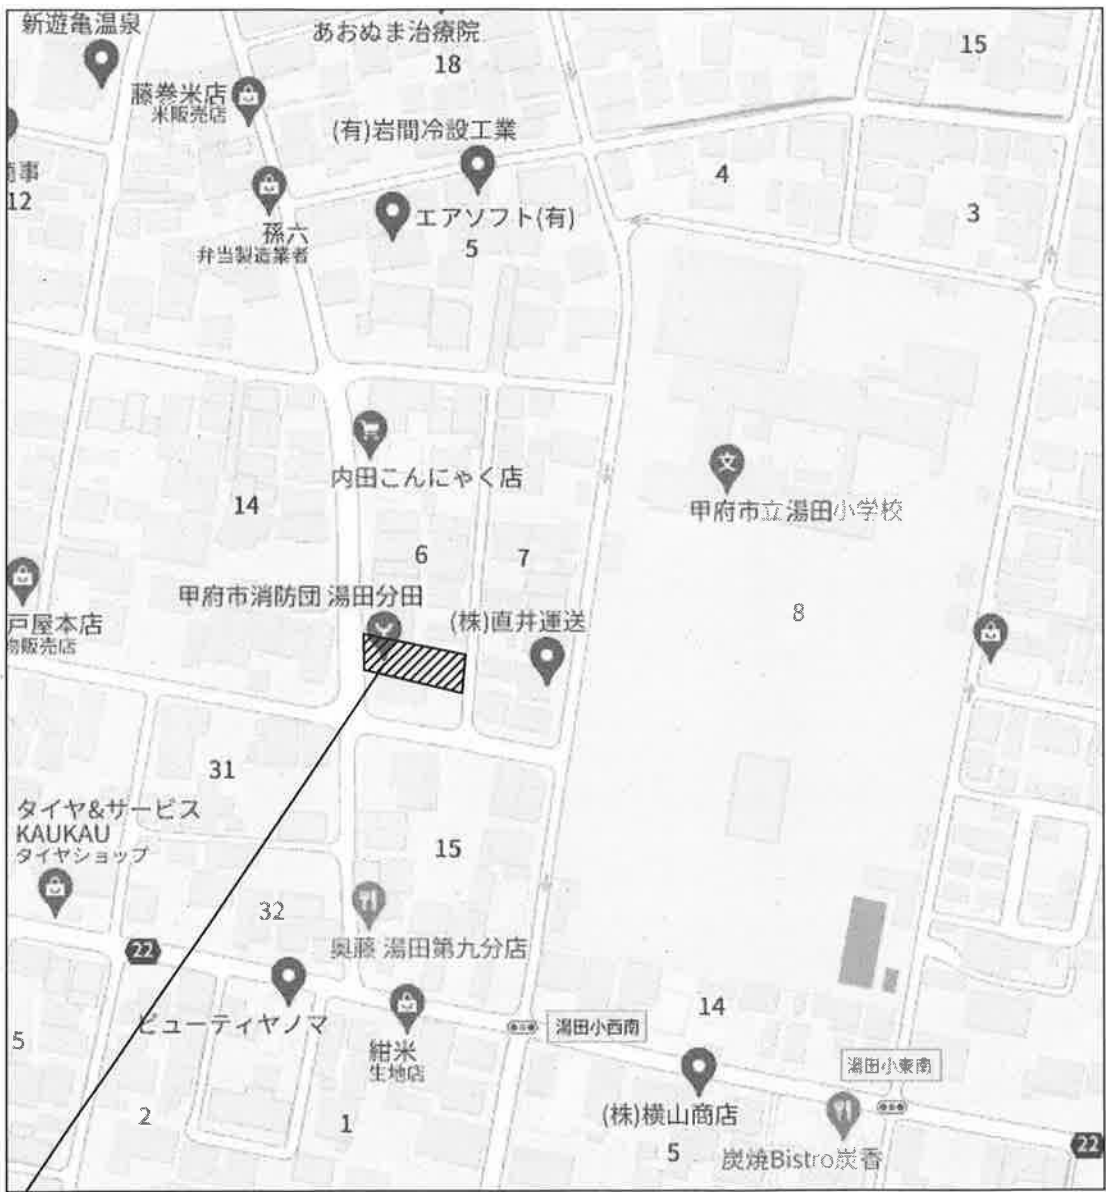 新遊亀温泉
あおぬま治療院
18
15
藤巻米店
米販売店
(有)岩間冷設工業
商事
12
4
3
孫六
弁当製造業者
エアソフト(有)
5
内田こんにゃく店
甲府市立湯田小学校
14
6
7
甲府市消防団 湯田分団
(株)直井運送
8
戸屋本店
物販売店
31
タイヤ&サービス
KAUKAU
タイヤショップ
15
32
奥藤 湯田第九分店
22
ビューティヤノマ
紺米
生地店
湯田小西南
14
湯田小東南
5
2
1
(株)横山商店
5
炭焼Bistro炭香
22